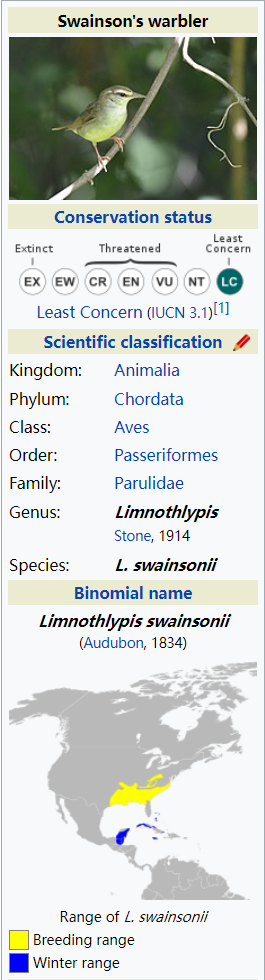 Swainson's warbler
Conservation status
Extinct
Threatened
Least
Concern
EX EW CR EN VU NT LC
Least Concern (IUCN 3.1)[1]
Scientific classification
Kingdom: Animalia
Phylum: Chordata
Class: Aves
Order: Passeriformes
Family: Parulidae
Genus: Limnothlypis
Stone, 1914
Species: L. swainsonii
Binomial name
Limnothlypis swainsonii
(Audubon, 1834)
Range of L. swainsonii
Breeding range
Winter range